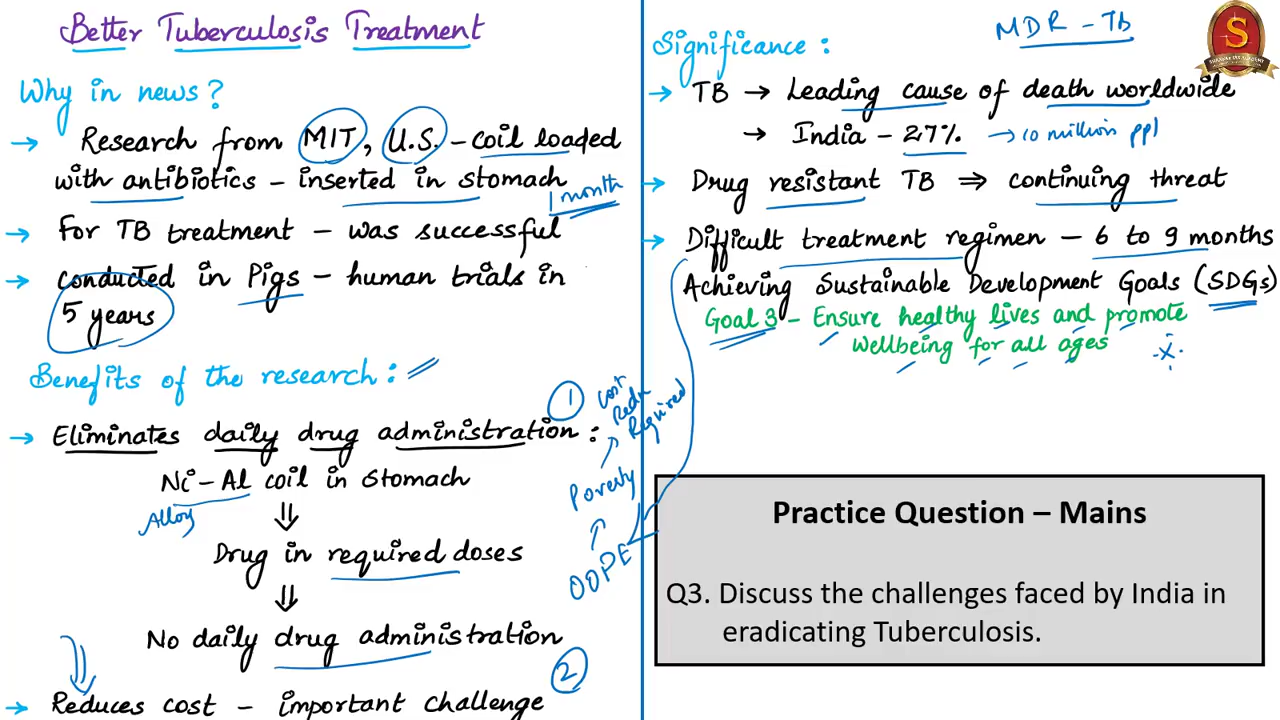 Better Tuberculosis Treatment
Why in news?
→ Research from MIT, U.S. - coil loaded
with antibiotics - inserted in stomach
1 month
→ For TB treatment - was successful
→ conducted in Pigs - human trials in
5 years
Benefits of the research:
1
→ Eliminates daily drug administration:
Ni-Al coil in stomach
Alloy
⇓
Drug in required doses
⇓
No daily drug administration
2
→ Reduces cost - important challenge
OOPE
↑
Poverty
↑
cost
Redn
Required
MDR - TB
Significance:
→ TB → Leading cause of death worldwide
→ India - 27% → 10 million ppl
→ Drug resistant TB ⇒ continuing threat
→ Difficult treatment regimen - 6 to 9 months
Achieving Sustainable Development Goals (SDGs)
Goal 3 - Ensure healthy lives and promote
wellbeing for all ages
Practice Question – Mains
Q3. Discuss the challenges faced by India in
eradicating Tuberculosis.
S